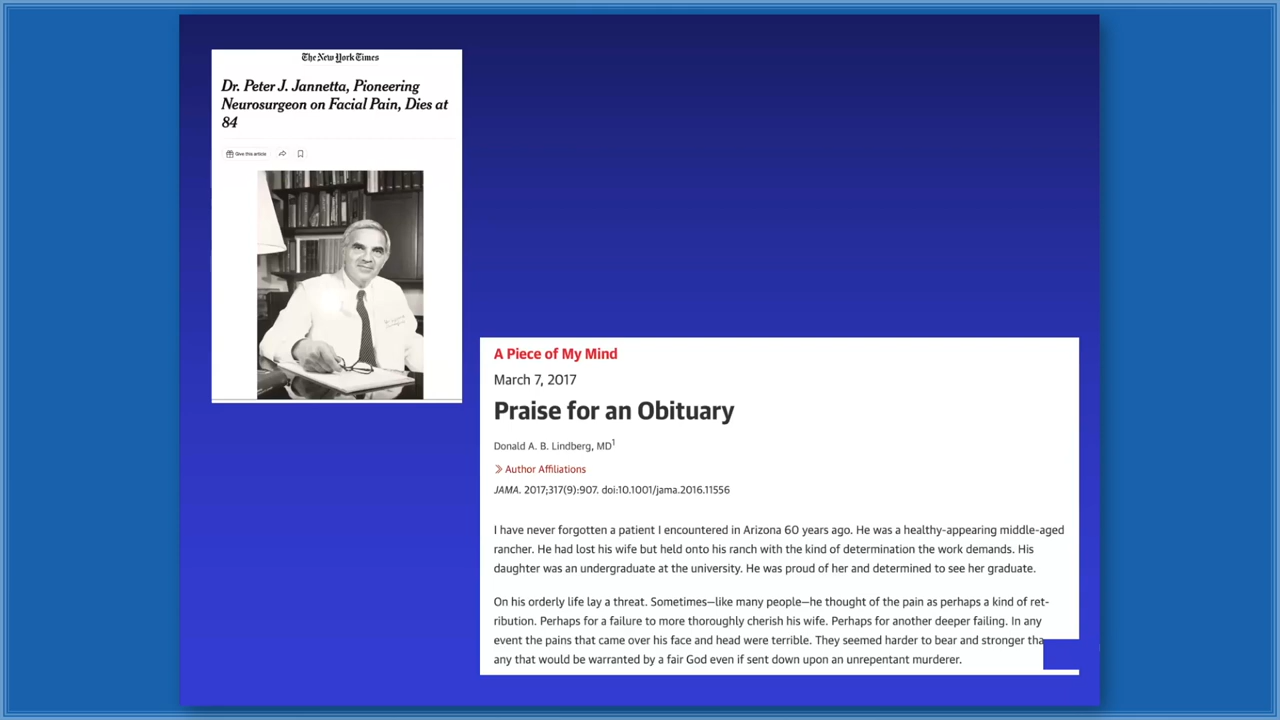 The New York Times
Dr. Peter J. Jannetta, Pioneering
Neurosurgeon on Facial Pain, Dies at
84
Give this article
A Piece of My Mind
March 7, 2017
Praise for an Obituary
Donald A. B. Lindberg, MD1
Author Affiliations
JAMA. 2017;317(9):907. doi:10.1001/jama.2016.11556
I have never forgotten a patient I encountered in Arizona 60 years ago. He was a healthy-appearing middle-aged
rancher. He had lost his wife but held onto his ranch with the kind of determination the work demands. His
daughter was an undergraduate at the university. He was proud of her and determined to see her graduate.
On his orderly life lay a threat. Sometimes—like many people—he thought of the pain as perhaps a kind of ret-
ribution. Perhaps for a failure to more thoroughly cherish his wife. Perhaps for another deeper failing. In any
event the pains that came over his face and head were terrible. They seemed harder to bear and stronger tha
any that would be warranted by a fair God even if sent down upon an unrepentant murderer.